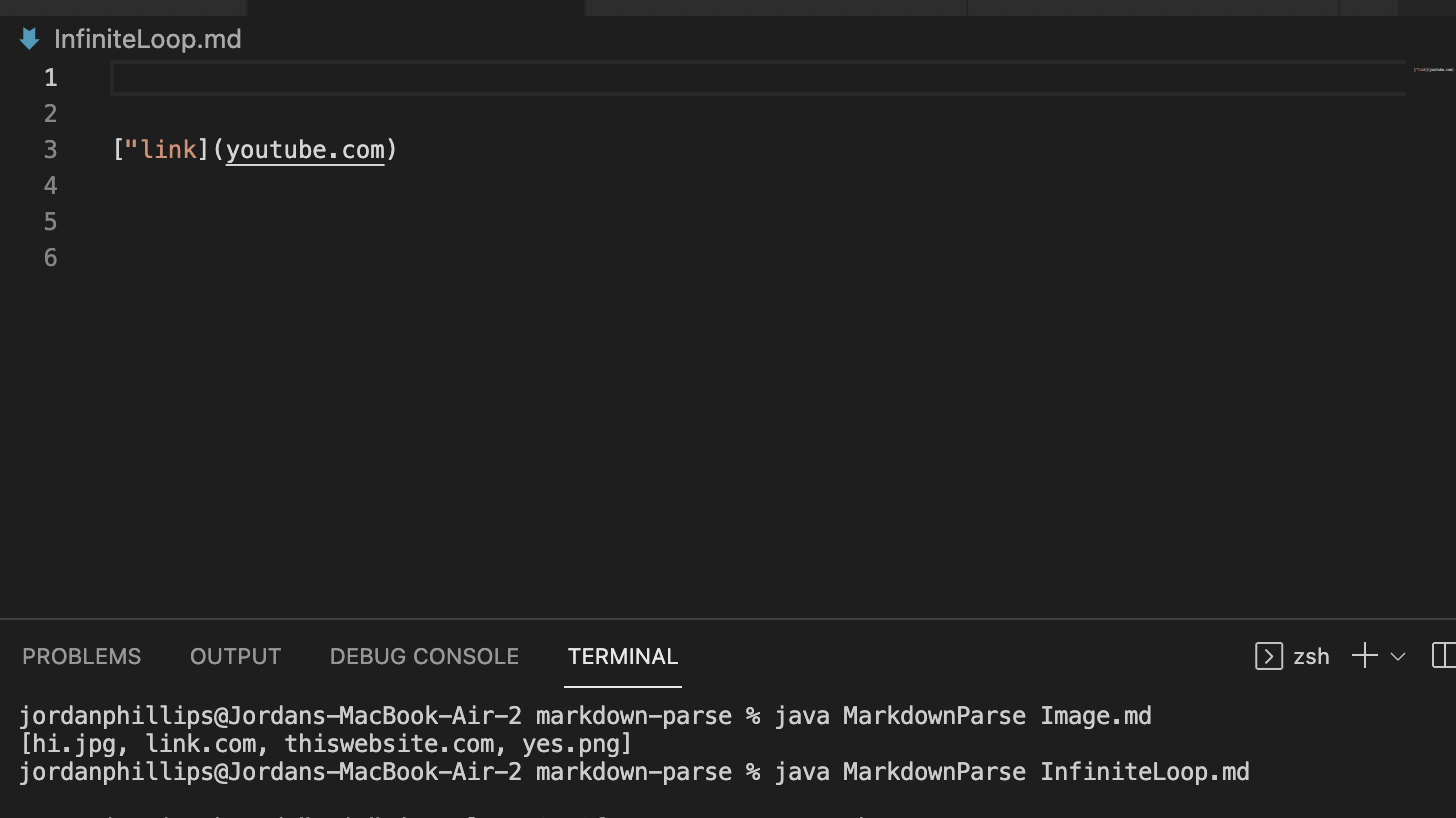 InfiniteLoop.md
1
2
3 ["link](youtube.com)
4
5
6
PROBLEMS OUTPUT DEBUG CONSOLE TERMINAL zsh
jordanphillips@Jordans-MacBook-Air-2 markdown-parse % java MarkdownParse Image.md
[hi.jpg, link.com, thiswebsite.com, yes.png]
jordanphillips@Jordans-MacBook-Air-2 markdown-parse % java MarkdownParse InfiniteLoop.md